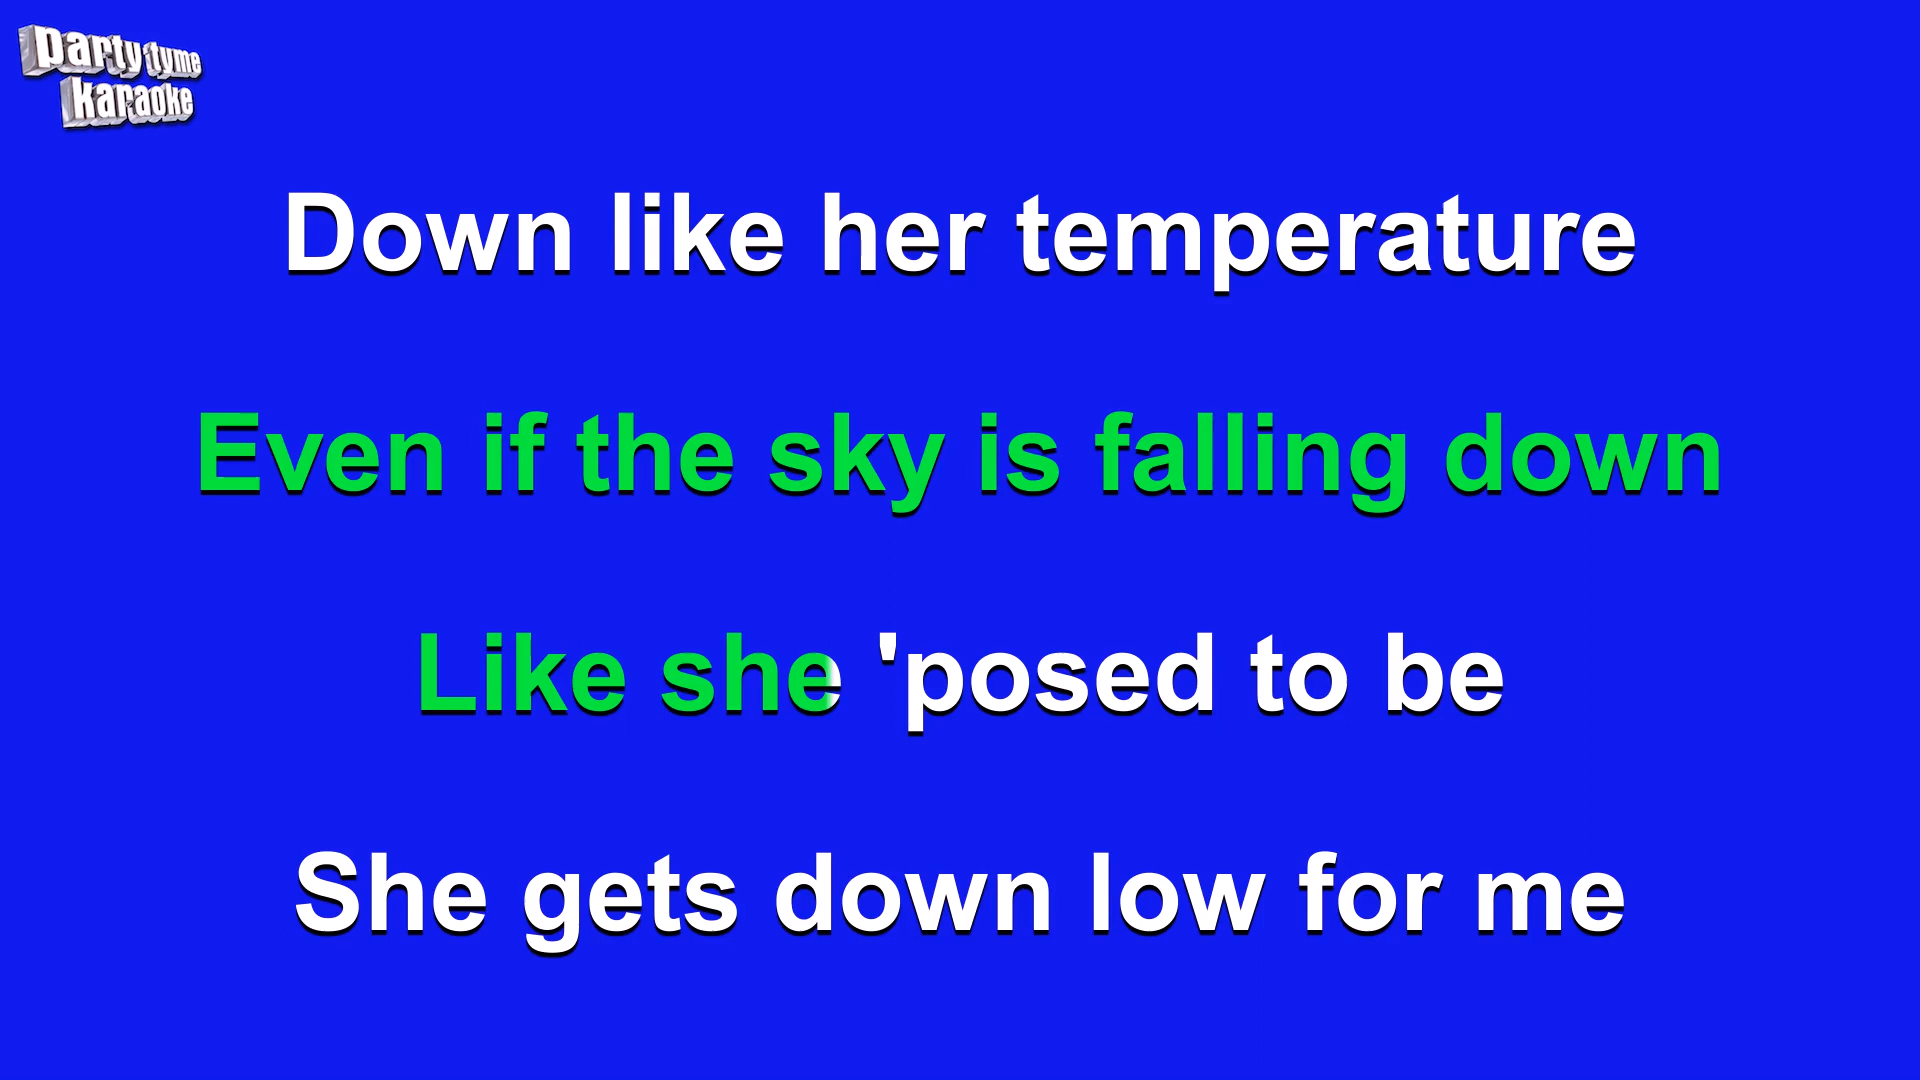 party tyme
karaoke
Down like her temperature
Even if the sky is falling down
Like she 'posed to be
She gets down low for me